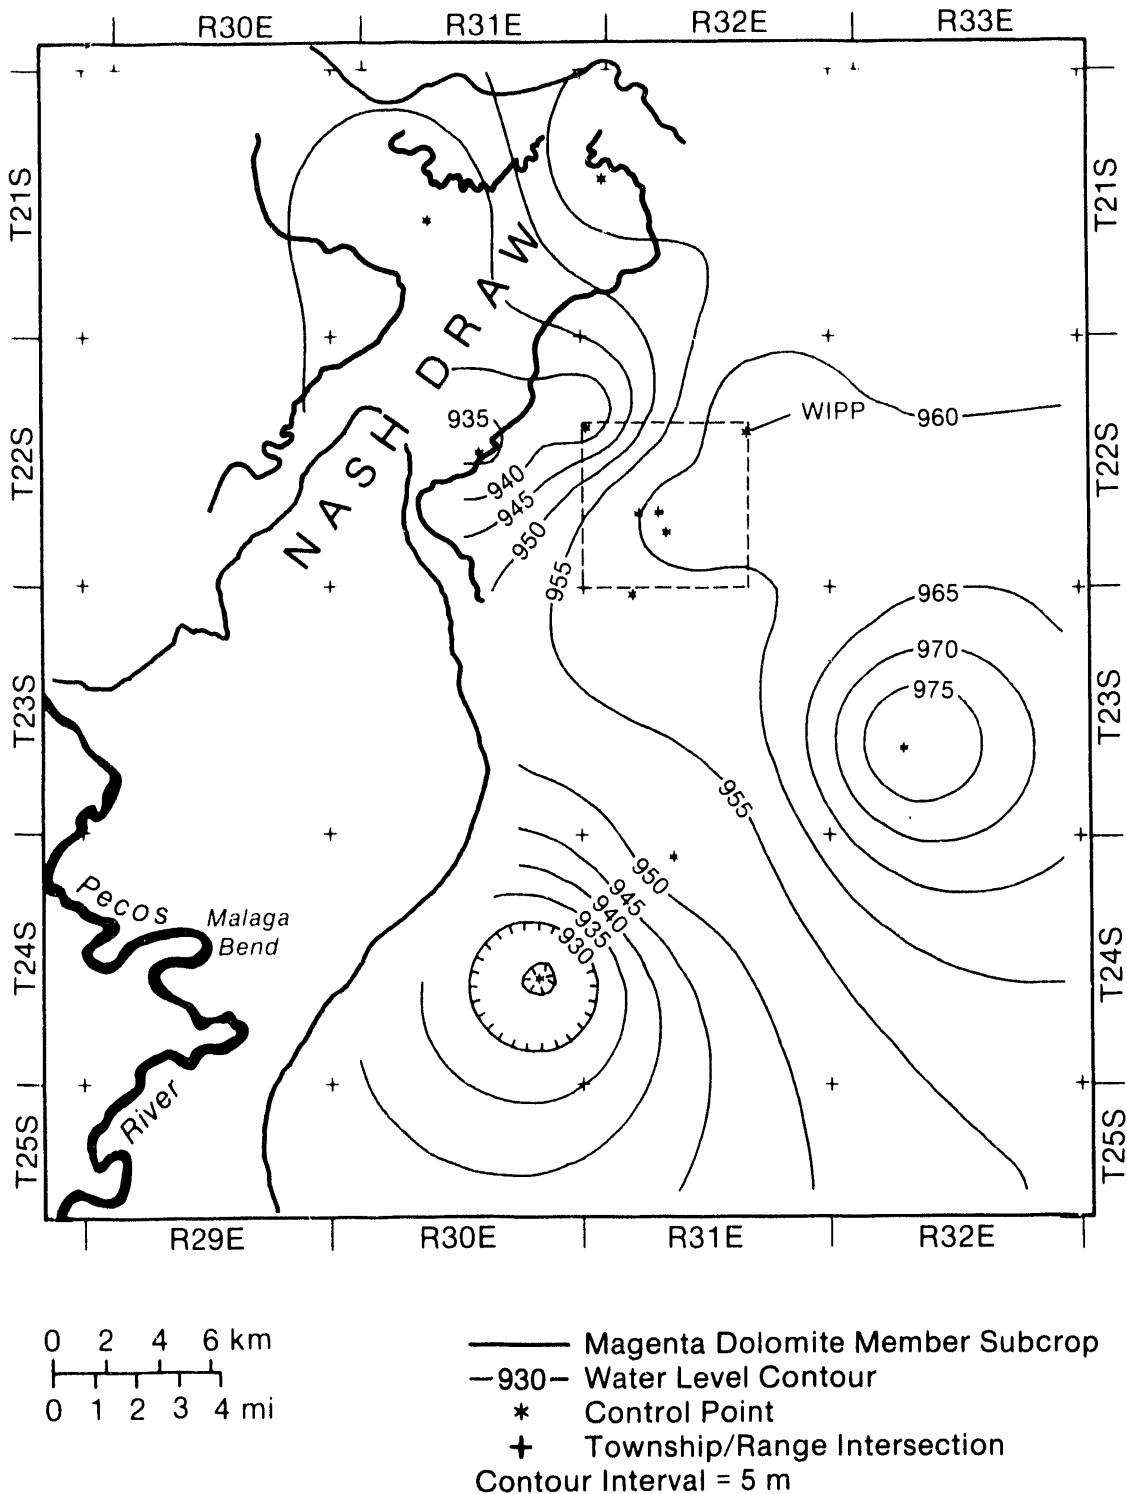 R30E R31E R32E R33E
T21S T21S
NASH DRAW
WIPP
935
960
T22S T22S
940
945
950
955
965
970
975
T23S T23S
955
Pecos
Malaga
Bend
950
945
940
935
930
T24S T24S
River
T25S T25S
R29E R30E R31E R32E
0 2 4 6 km
0 1 2 3 4 mi
Magenta Dolomite Member Subcrop
–930– Water Level Contour
* Control Point
+ Township/Range Intersection
Contour Interval = 5 m